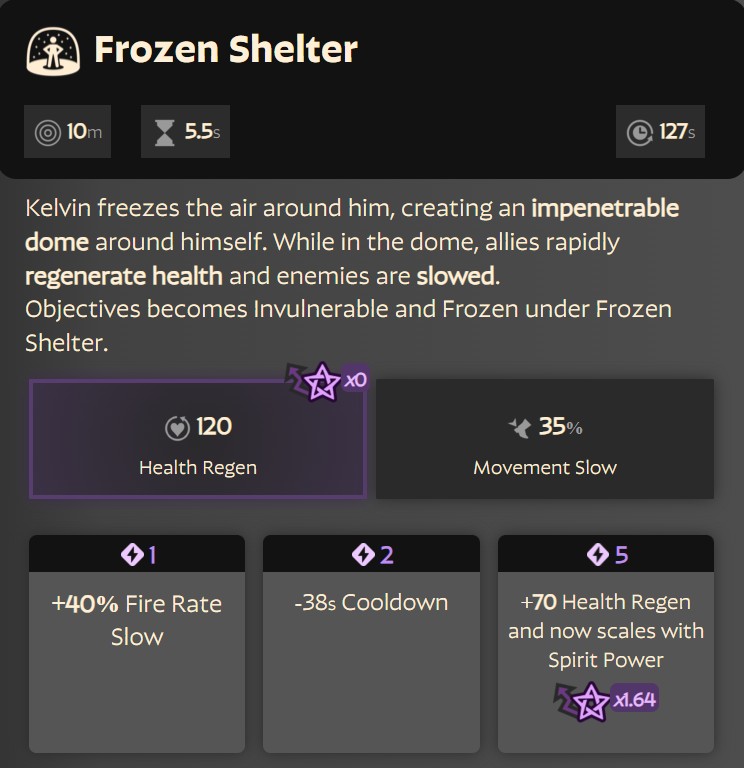 Frozen Shelter
10m 5.5s 127s
Kelvin freezes the air around him, creating an impenetrable
dome around himself. While in the dome, allies rapidly
regenerate health and enemies are slowed.
Objectives becomes Invulnerable and Frozen under Frozen
Shelter.
x0
120
Health Regen
35%
Movement Slow
1
+40% Fire Rate
Slow
2
-38s Cooldown
5
+70 Health Regen
and now scales with
Spirit Power
x1.64